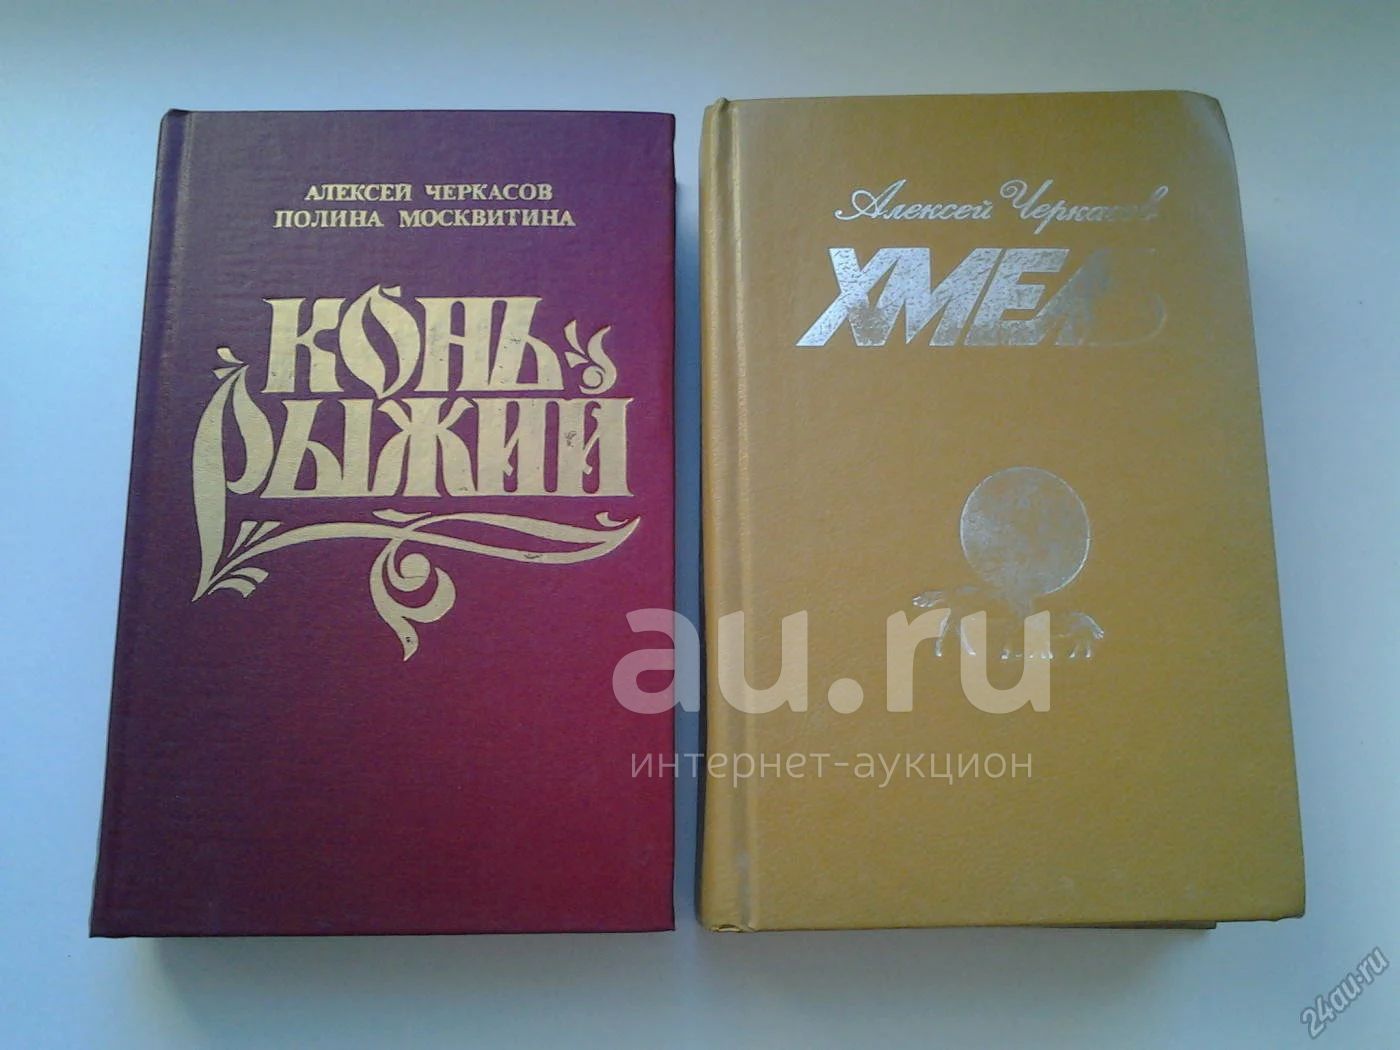 АЛЕКСЕЙ ЧЕРКАСОВ
ПОЛИНА МОСКВИТИНА
КОНЬ
РЫЖИЙ
Алексей Черкасов
ХМЕЛЬ
au.ru
интернет-аукцион
24au.ru